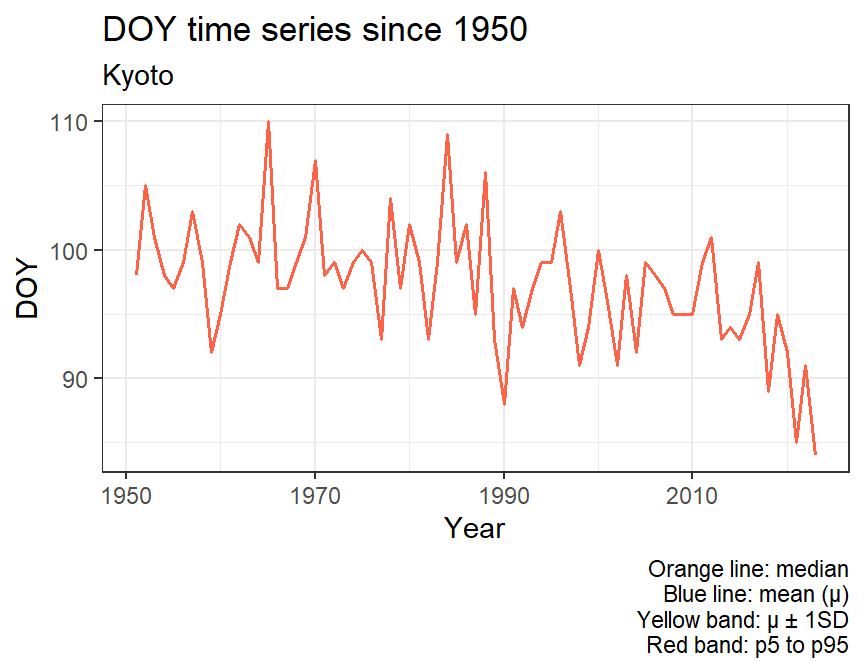 DOY time series since 1950
Kyoto
110
100
90
DOY
1950
1970
1990
2010
Year
Orange line: median
Blue line: mean (µ)
Yellow band: µ ± 1SD
Red band: p5 to p95